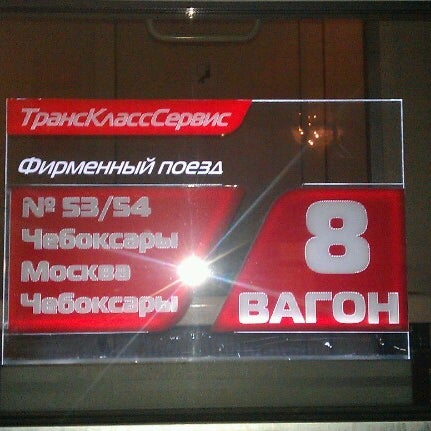 ТрансКлассСервис
Фирменный поезд
№ 53/54
Чебоксары
Москва
Чебоксары
8
ВАГОН